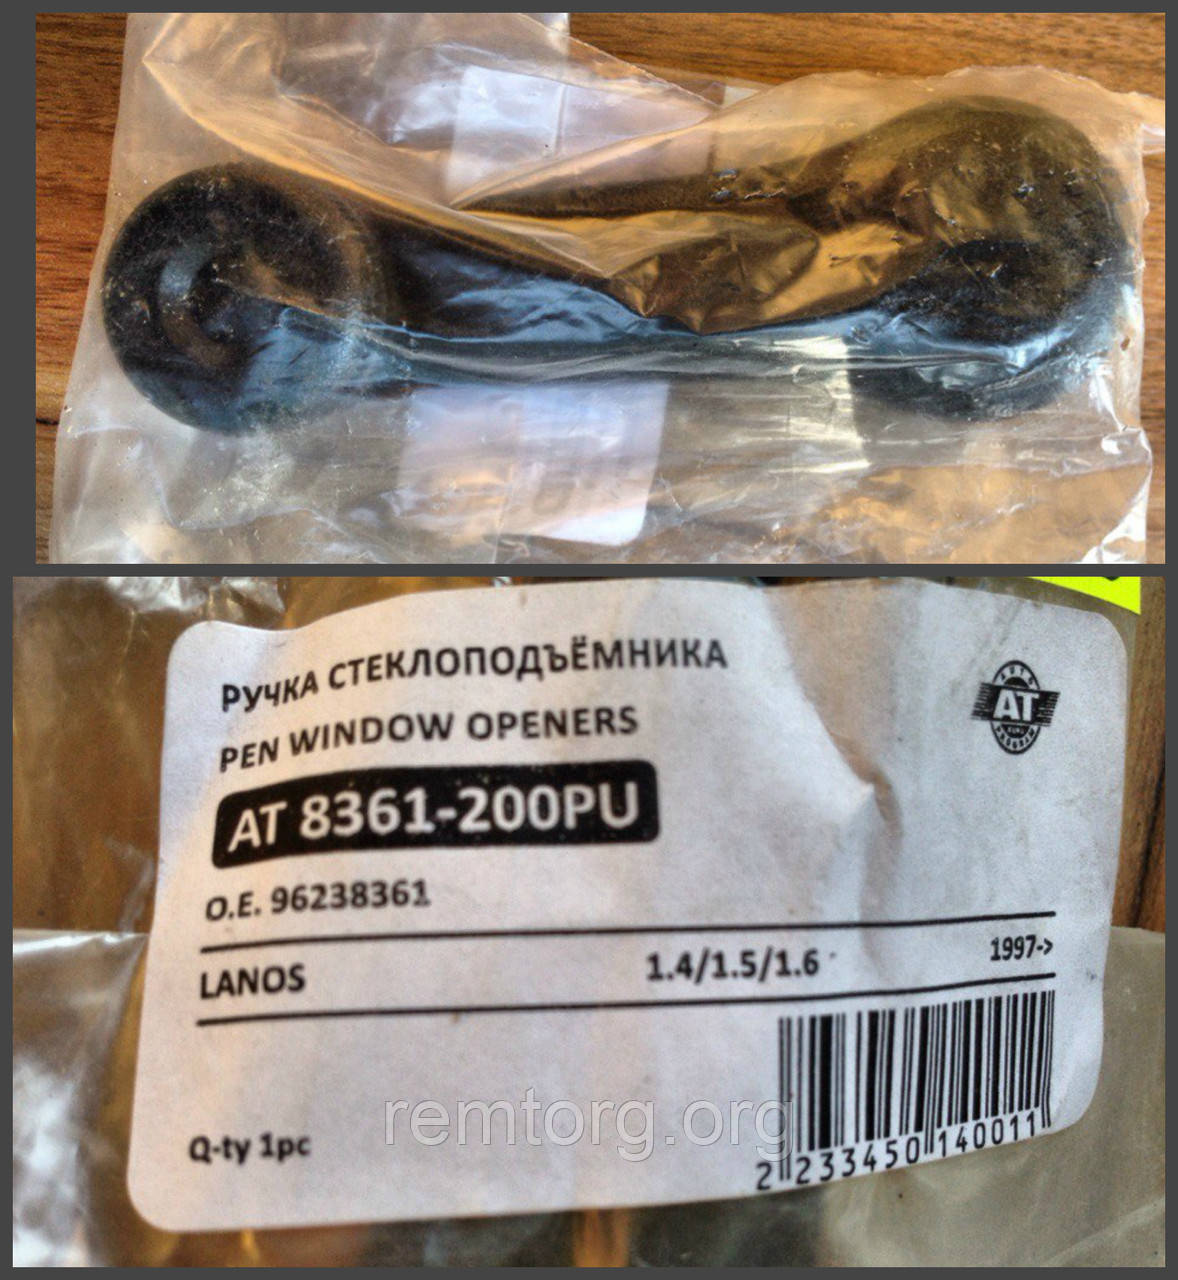 РУЧКА СТЕКЛОПОДЪЁМНИКА
PEN WINDOW OPENERS
AT 8361-200PU
O.E. 96238361
LANOS 1.4/1.5/1.6 1997->
Q-ty 1pc
2 233450 140011
AUTO
AT
remtorg.org